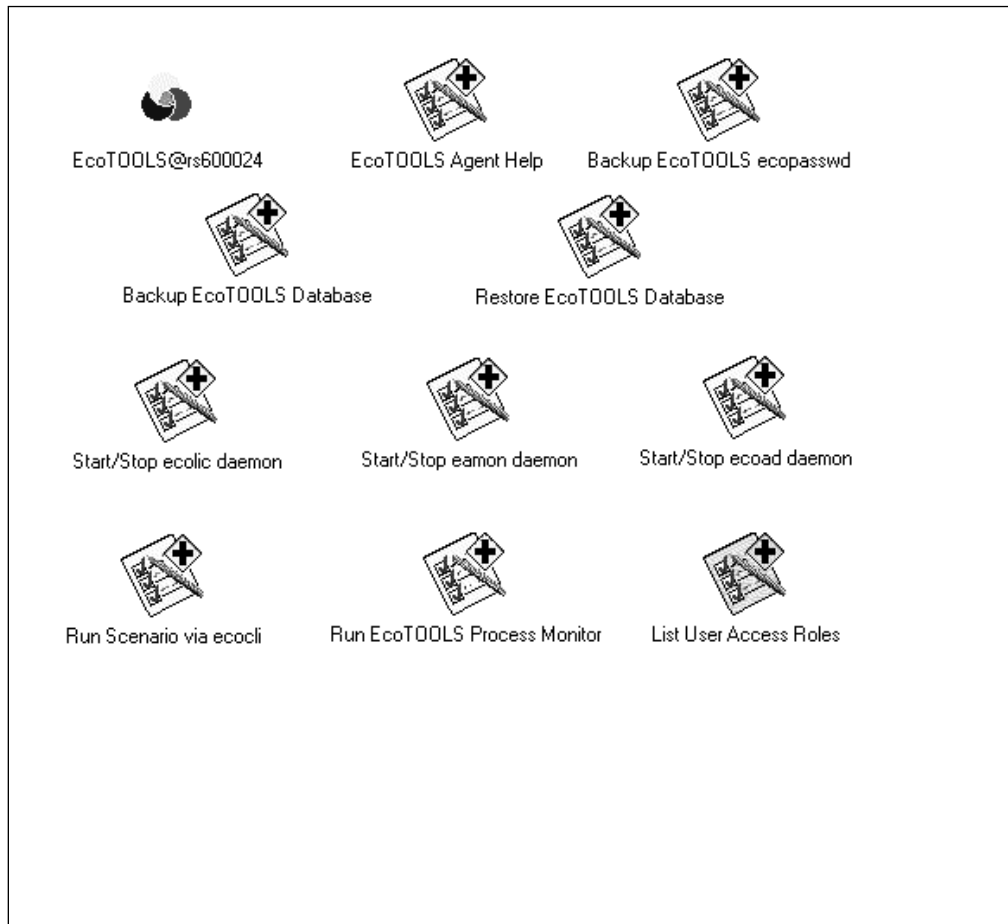 EcoTOOLS@rs600024
EcoTOOLS Agent Help
Backup EcoTOOLS ecopasswd
Backup EcoTOOLS Database
Restore EcoTOOLS Database
Start/Stop ecolic daemon
Start/Stop eamon daemon
Start/Stop ecoad daemon
Run Scenario via ecocli
Run EcoTOOLS Process Monitor
List User Access Roles